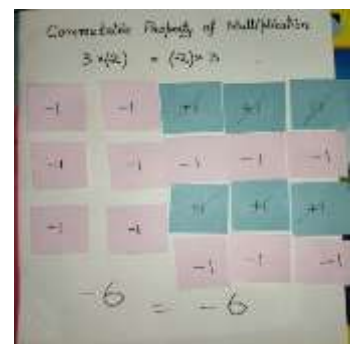 Commutative Property of Multiplication
3 × (-2) = (-2) × 3
-1 -1 +1 +1 +1
-1 -1 -1 -1 -1
-1 -1 +1 +1 +1
-1 -1 -1
-6 = -6